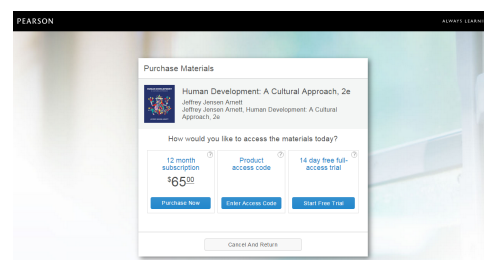 PEARSON
ALWAYS LEARNI
Purchase Materials
Human Development: A Cultural Approach, 2e
Jeffrey Jensen Arnett
Jeffrey Jensen Arnett, Human Development: A Cultural
Approach, 2e
How would you like to access the materials today?
12 month
subscription
?
$65.00
Purchase Now
Product
access code
?
Enter Access Code
14 day free full-
access trial
?
Start Free Trial
Cancel And Return